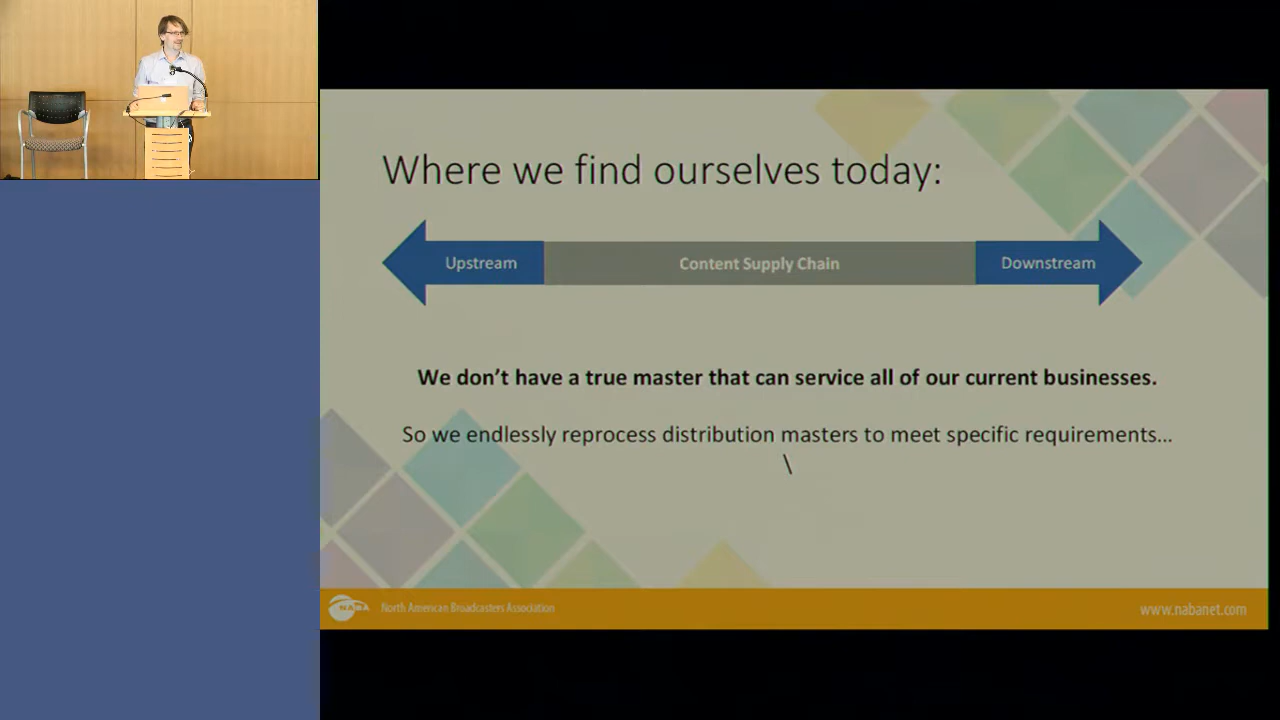 Where we find ourselves today:
Upstream
Content Supply Chain
Downstream
We don't have a true master that can service all of our current businesses.
So we endlessly reprocess distribution masters to meet specific requirements...
\
NABA
North American Broadcasters Association
www.nabanet.com